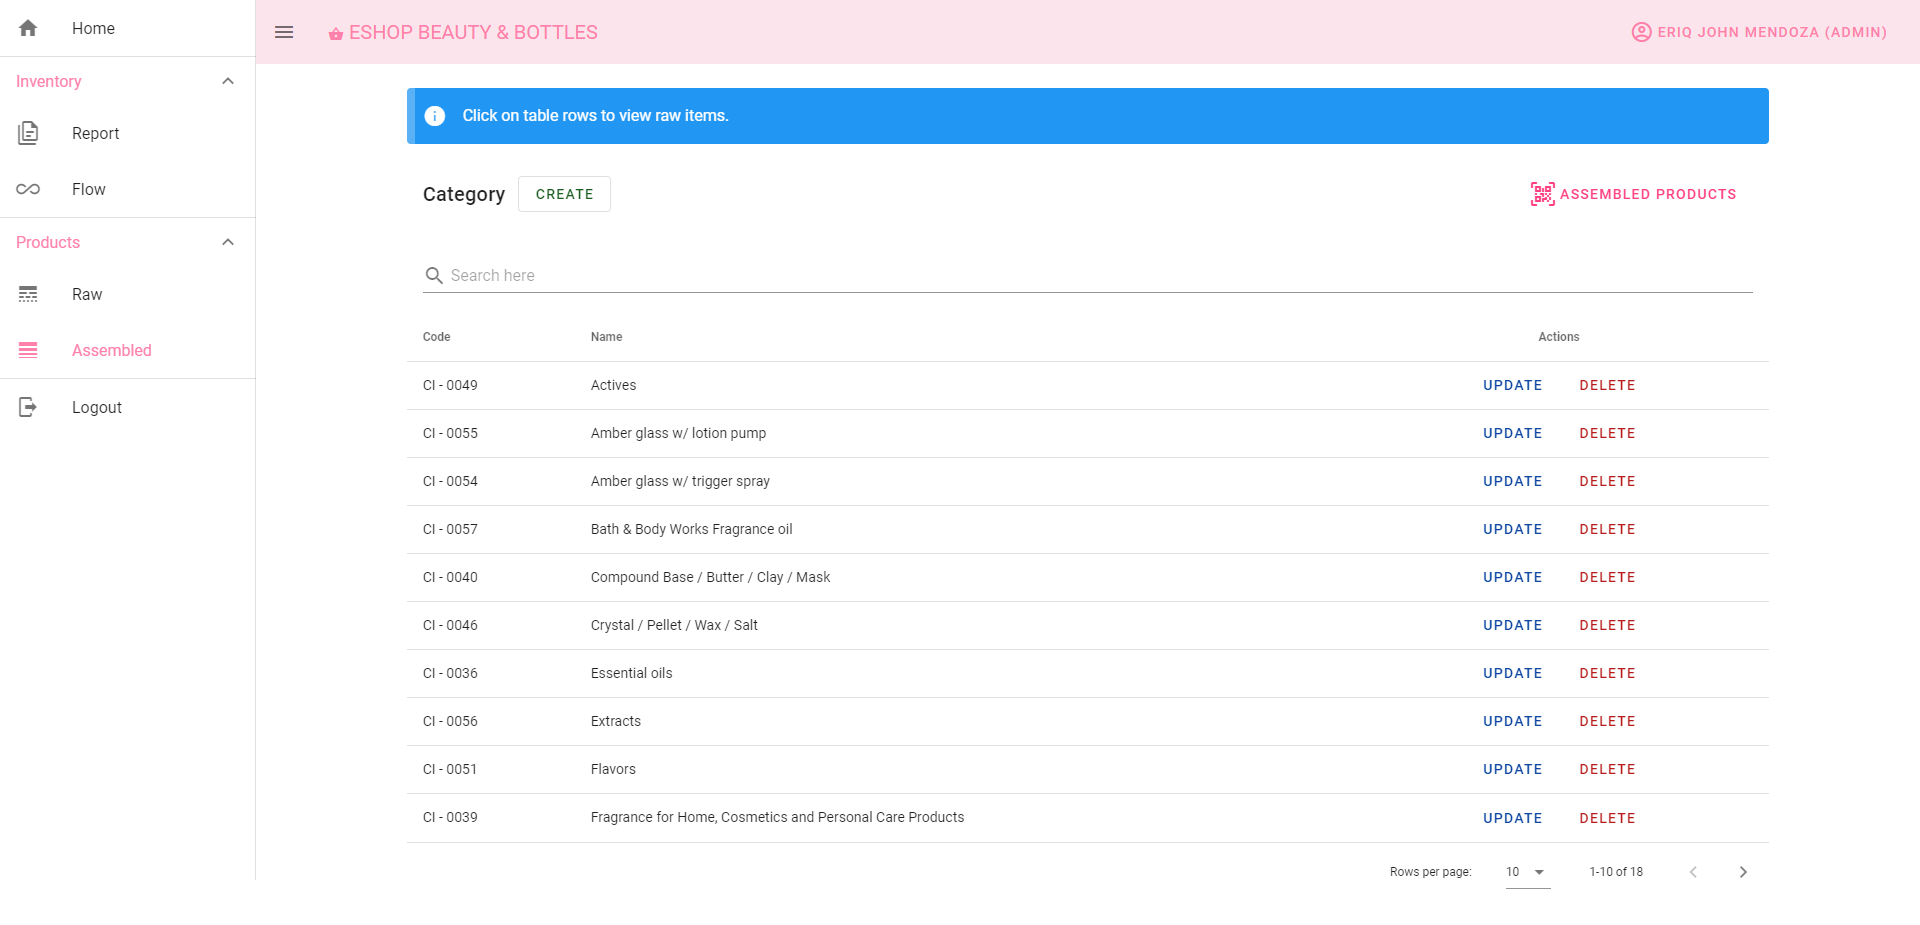 Home
Inventory
Report
Flow
Products
Raw
Assembled
Logout
ESHOP BEAUTY & BOTTLES
ERIQ JOHN MENDOZA (ADMIN)
Click on table rows to view raw items.
Category CREATE ASSEMBLED PRODUCTS
Search here
Code Name Actions
CI - 0049 Actives UPDATE DELETE
CI - 0055 Amber glass w/ lotion pump UPDATE DELETE
CI - 0054 Amber glass w/ trigger spray UPDATE DELETE
CI - 0057 Bath & Body Works Fragrance oil UPDATE DELETE
CI - 0040 Compound Base / Butter / Clay / Mask UPDATE DELETE
CI - 0046 Crystal / Pellet / Wax / Salt UPDATE DELETE
CI - 0036 Essential oils UPDATE DELETE
CI - 0056 Extracts UPDATE DELETE
CI - 0051 Flavors UPDATE DELETE
CI - 0039 Fragrance for Home, Cosmetics and Personal Care Products UPDATE DELETE
Rows per page: 10 1-10 of 18